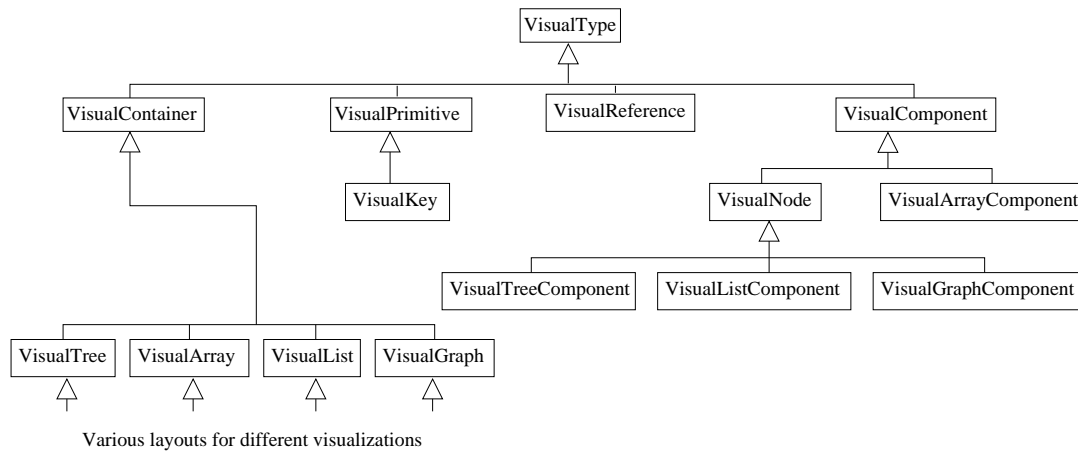 VisualType
VisualContainer
VisualPrimitive
VisualReference
VisualComponent
VisualKey
VisualNode
VisualArrayComponent
VisualTreeComponent
VisualListComponent
VisualGraphComponent
VisualTree
VisualArray
VisualList
VisualGraph
Various layouts for different visualizations